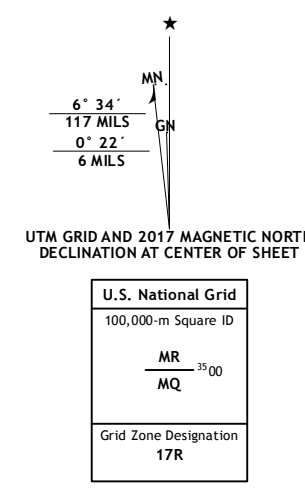 ★
MN
6° 34´
117 MILS
GN
0° 22´
6 MILS
UTM GRID AND 2017 MAGNETIC NORTH
DECLINATION AT CENTER OF SHEET
U.S. National Grid
100,000-m Square ID
MR
3500
MQ
Grid Zone Designation
17R